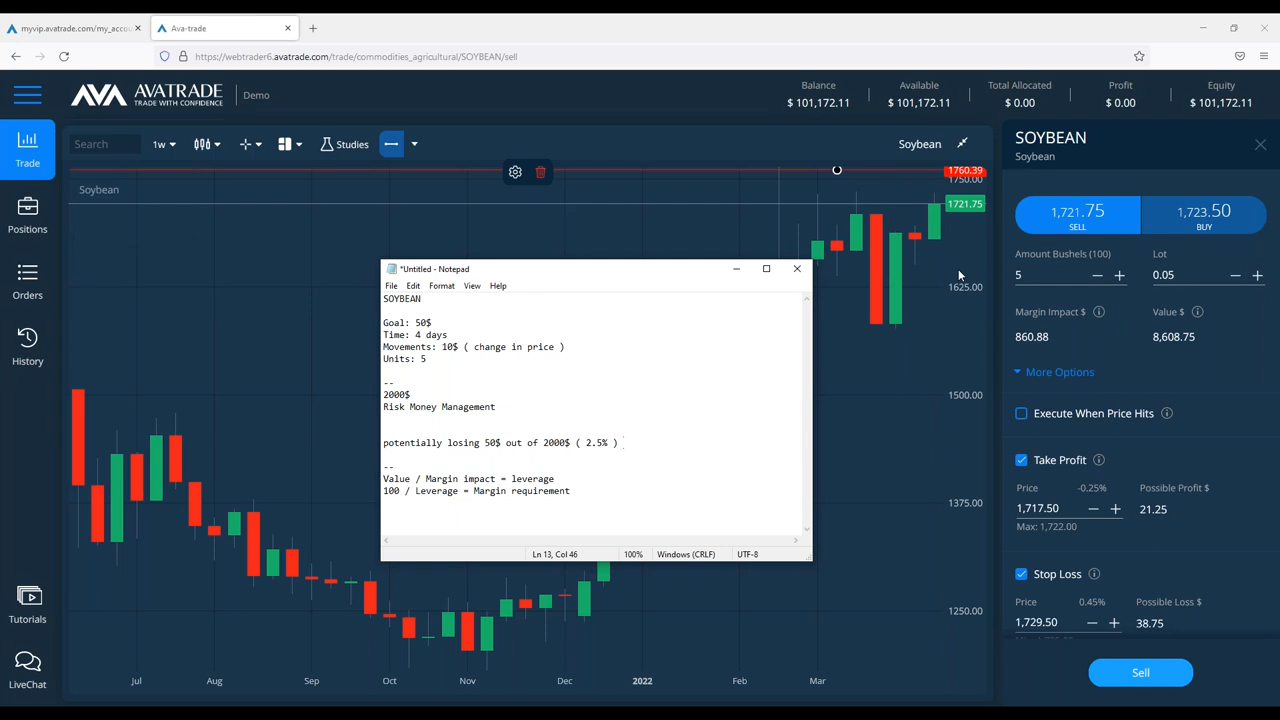 myvip.avatrade.com/my_acco
Ava-trade
https://webtrader6.avatrade.com/trade/commodities_agricultural/SOYBEAN/sell
AVA AVATRADE
TRADE WITH CONFIDENCE
Demo
Balance
$ 101,172.11
Available
$ 101,172.11
Total Allocated
$ 0.00
Profit
$ 0.00
Equity
$ 101,172.11
Trade
Positions
Orders
History
Tutorials
LiveChat
Search
1w
Studies
Soybean
Soybean
1760.39
1750.00
1721.75
1625.00
1500.00
1375.00
1250.00
Jul
Aug
Sep
Oct
Nov
Dec
2022
Feb
Mar
*Untitled - Notepad
File Edit Format View Help
SOYBEAN
Goal: 50$
Time: 4 days
Movements: 10$ ( change in price )
Units: 5
--
2000$
Risk Money Management
potentially losing 50$ out of 2000$ ( 2.5% )
--
Value / Margin impact = leverage
100 / Leverage = Margin requirement
Ln 13, Col 46
100%
Windows (CRLF)
UTF-8
SOYBEAN
Soybean
1,721.75
SELL
1,723.50
BUY
Amount Bushels (100)
5
Lot
0.05
Margin Impact $
860.88
Value $
8,608.75
More Options
Execute When Price Hits
Take Profit
Price -0.25%
1,717.50
Max: 1,722.00
Possible Profit $
21.25
Stop Loss
Price 0.45%
1,729.50
Possible Loss $
38.75
Sell